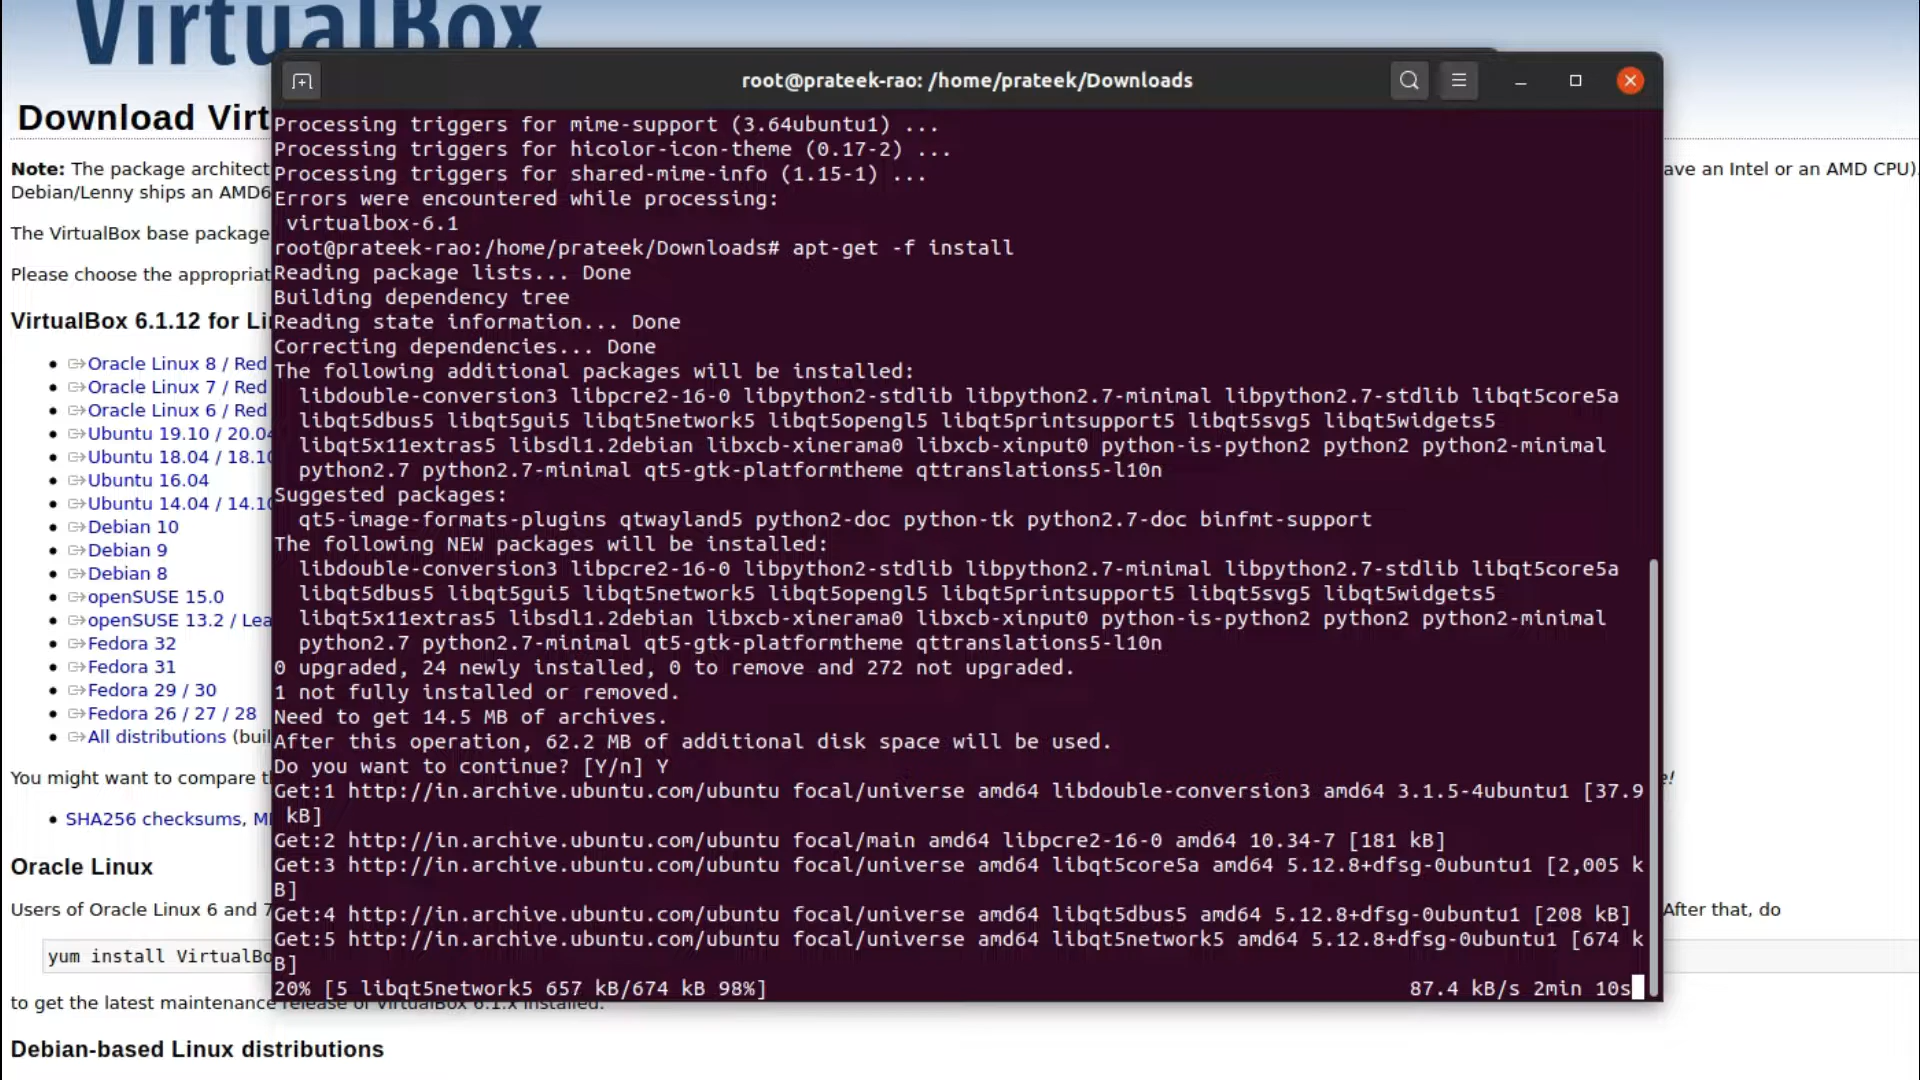 VirtualBox
root@prateek-rao: /home/prateek/Downloads
Download Virt
Note: The package architect
ave an Intel or an AMD CPU).
Debian/Lenny ships an AMD6
The VirtualBox base package
Please choose the appropriat
VirtualBox 6.1.12 for Li
Oracle Linux 8 / Red
Oracle Linux 7 / Red
Oracle Linux 6 / Red
Ubuntu 19.10 / 20.04
Ubuntu 18.04 / 18.10
Ubuntu 16.04
Ubuntu 14.04 / 14.10
Debian 10
Debian 9
Debian 8
openSUSE 15.0
openSUSE 13.2 / Lea
Fedora 32
Fedora 31
Fedora 29 / 30
Fedora 26 / 27 / 28
All distributions (buil
You might want to compare t
e!
SHA256 checksums, M
Oracle Linux
Users of Oracle Linux 6 and 7
After that, do
yum install VirtualBo
to get the latest maintenance release of VirtualBox 6.1.x installed.
Debian-based Linux distributions
Processing triggers for mime-support (3.64ubuntu1) ...
Processing triggers for hicolor-icon-theme (0.17-2) ...
Processing triggers for shared-mime-info (1.15-1) ...
Errors were encountered while processing:
virtualbox-6.1
root@prateek-rao:/home/prateek/Downloads# apt-get -f install
Reading package lists... Done
Building dependency tree
Reading state information... Done
Correcting dependencies... Done
The following additional packages will be installed:
libdouble-conversion3 libpcre2-16-0 libpython2-stdlib libpython2.7-minimal libpython2.7-stdlib libqt5core5a
libqt5dbus5 libqt5gui5 libqt5network5 libqt5opengl5 libqt5printsupport5 libqt5svg5 libqt5widgets5
libqt5x11extras5 libsdl1.2debian libxcb-xinerama0 libxcb-xinput0 python-is-python2 python2 python2-minimal
python2.7 python2.7-minimal qt5-gtk-platformtheme qttranslations5-l10n
Suggested packages:
qt5-image-formats-plugins qtwayland5 python2-doc python-tk python2.7-doc binfmt-support
The following NEW packages will be installed:
libdouble-conversion3 libpcre2-16-0 libpython2-stdlib libpython2.7-minimal libpython2.7-stdlib libqt5core5a
libqt5dbus5 libqt5gui5 libqt5network5 libqt5opengl5 libqt5printsupport5 libqt5svg5 libqt5widgets5
libqt5x11extras5 libsdl1.2debian libxcb-xinerama0 libxcb-xinput0 python-is-python2 python2 python2-minimal
python2.7 python2.7-minimal qt5-gtk-platformtheme qttranslations5-l10n
0 upgraded, 24 newly installed, 0 to remove and 272 not upgraded.
1 not fully installed or removed.
Need to get 14.5 MB of archives.
After this operation, 62.2 MB of additional disk space will be used.
Do you want to continue? [Y/n] Y
Get:1 http://in.archive.ubuntu.com/ubuntu focal/universe amd64 libdouble-conversion3 amd64 3.1.5-4ubuntu1 [37.9
kB]
Get:2 http://in.archive.ubuntu.com/ubuntu focal/main amd64 libpcre2-16-0 amd64 10.34-7 [181 kB]
Get:3 http://in.archive.ubuntu.com/ubuntu focal/universe amd64 libqt5core5a amd64 5.12.8+dfsg-0ubuntu1 [2,005 k
B]
Get:4 http://in.archive.ubuntu.com/ubuntu focal/universe amd64 libqt5dbus5 amd64 5.12.8+dfsg-0ubuntu1 [208 kB]
Get:5 http://in.archive.ubuntu.com/ubuntu focal/universe amd64 libqt5network5 amd64 5.12.8+dfsg-0ubuntu1 [674 k
B]
20% [5 libqt5network5 657 kB/674 kB 98%] 87.4 kB/s 2min 10s